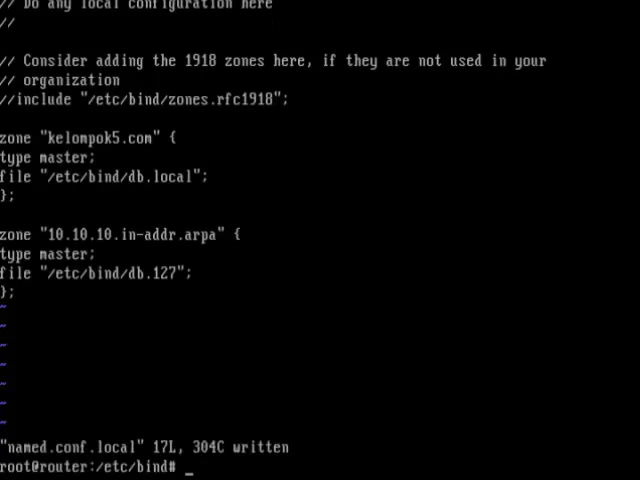 // Do any local configuration here
//
// Consider adding the 1918 zones here, if they are not used in your
// organization
//include "/etc/bind/zones.rfc1918";
zone "kelompok5.com" {
type master;
file "/etc/bind/db.local";
};
zone "10.10.10.in-addr.arpa" {
type master;
file "/etc/bind/db.127";
};
~
~
~
~
~
~
~
"named.conf.local" 17L, 304C written
root@router:/etc/bind# _